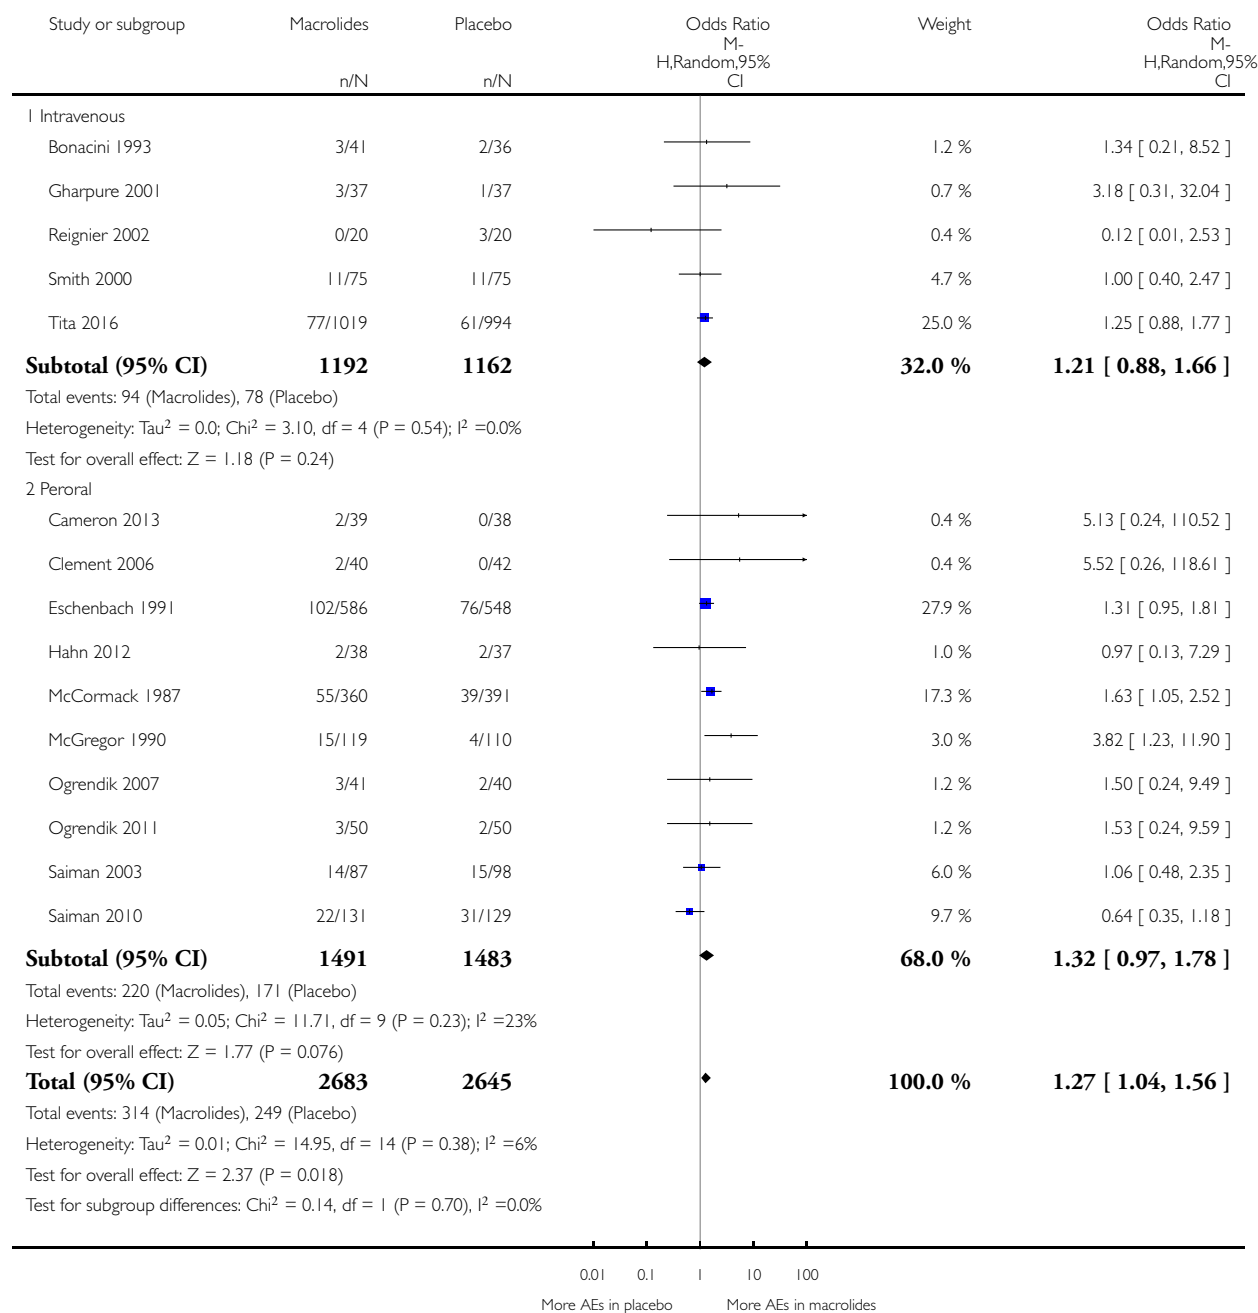 Study or subgroup Macrolides Placebo Odds Ratio Weight Odds Ratio
M- M-
H,Random,95% H,Random,95%
n/N n/N CI CI
1 Intravenous
Bonacini 1993 3/41 2/36 1.2 % 1.34 [ 0.21, 8.52 ]
Gharpure 2001 3/37 1/37 0.7 % 3.18 [ 0.31, 32.04 ]
Reignier 2002 0/20 3/20 0.4 % 0.12 [ 0.01, 2.53 ]
Smith 2000 11/75 11/75 4.7 % 1.00 [ 0.40, 2.47 ]
Tita 2016 77/1019 61/994 25.0 % 1.25 [ 0.88, 1.77 ]
Subtotal (95% CI) 1192 1162 32.0 % 1.21 [ 0.88, 1.66 ]
Total events: 94 (Macrolides), 78 (Placebo)
Heterogeneity: Tau² = 0.0; Chi² = 3.10, df = 4 (P = 0.54); I² =0.0%
Test for overall effect: Z = 1.18 (P = 0.24)
2 Peroral
Cameron 2013 2/39 0/38 0.4 % 5.13 [ 0.24, 110.52 ]
Clement 2006 2/40 0/42 0.4 % 5.52 [ 0.26, 118.61 ]
Eschenbach 1991 102/586 76/548 27.9 % 1.31 [ 0.95, 1.81 ]
Hahn 2012 2/38 2/37 1.0 % 0.97 [ 0.13, 7.29 ]
McCormack 1987 55/360 39/391 17.3 % 1.63 [ 1.05, 2.52 ]
McGregor 1990 15/119 4/110 3.0 % 3.82 [ 1.23, 11.90 ]
Ogrendik 2007 3/41 2/40 1.2 % 1.50 [ 0.24, 9.49 ]
Ogrendik 2011 3/50 2/50 1.2 % 1.53 [ 0.24, 9.59 ]
Saiman 2003 14/87 15/98 6.0 % 1.06 [ 0.48, 2.35 ]
Saiman 2010 22/131 31/129 9.7 % 0.64 [ 0.35, 1.18 ]
Subtotal (95% CI) 1491 1483 68.0 % 1.32 [ 0.97, 1.78 ]
Total events: 220 (Macrolides), 171 (Placebo)
Heterogeneity: Tau² = 0.05; Chi² = 11.71, df = 9 (P = 0.23); I² =23%
Test for overall effect: Z = 1.77 (P = 0.076)
Total (95% CI) 2683 2645 100.0 % 1.27 [ 1.04, 1.56 ]
Total events: 314 (Macrolides), 249 (Placebo)
Heterogeneity: Tau² = 0.01; Chi² = 14.95, df = 14 (P = 0.38); I² =6%
Test for overall effect: Z = 2.37 (P = 0.018)
Test for subgroup differences: Chi² = 0.14, df = 1 (P = 0.70), I² =0.0%
0.01 0.1 1 10 100
More AEs in placebo More AEs in macrolides